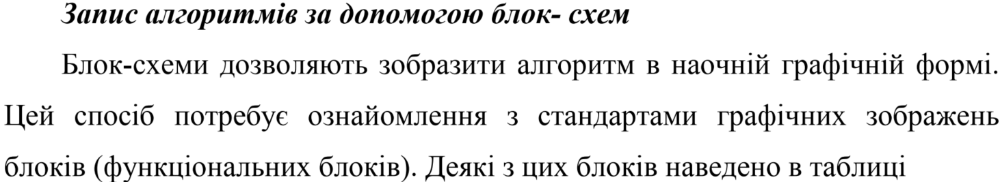 Запис алгоритмів за допомогою блок- схем
Блок-схеми дозволяють зобразити алгоритм в наочній графічній формі.
Цей спосіб потребує ознайомлення з стандартами графічних зображень
блоків (функціональних блоків). Деякі з цих блоків наведено в таблиці